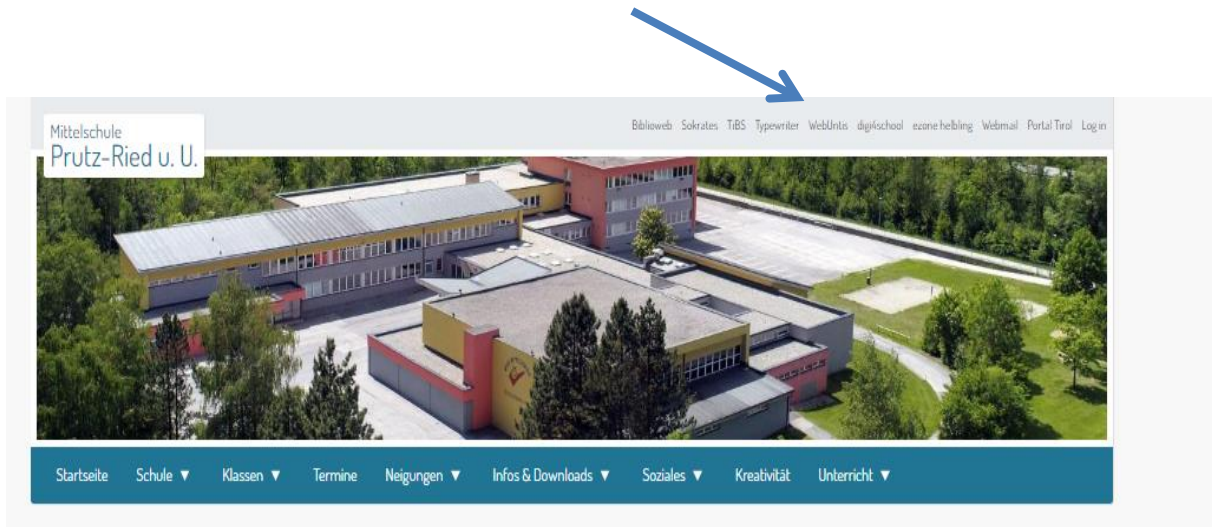 Biblioweb Sokrates TiBS Typewriter WebUntis digi4school ezone helbling Webmail Portal Tirol Log in
Mittelschule
Prutz-Ried u. U.
Startseite Schule ▼ Klassen ▼ Termine Neigungen ▼ Infos & Downloads ▼ Soziales ▼ Kreativität Unterricht ▼